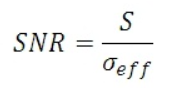 SNR = S / σ_eff